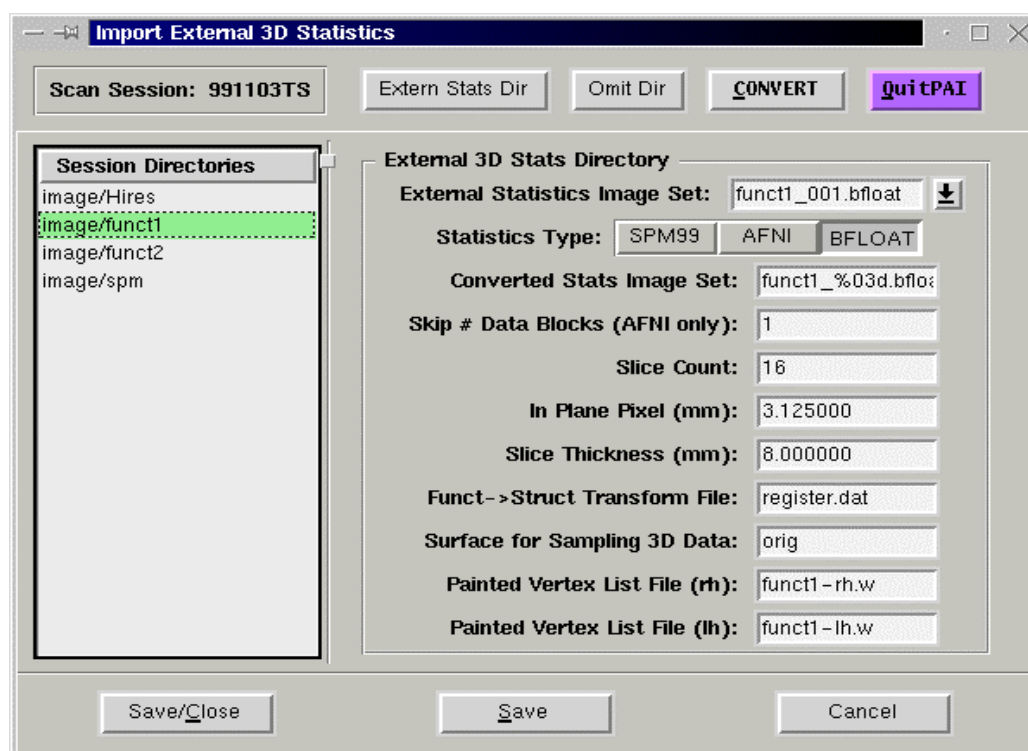 Import External 3D Statistics
Scan Session: 991103TS
Extern Stats Dir
Omit Dir
CONVERT
QuitPAI
Session Directories
image/Hires
image/funct1
image/funct2
image/spm
External 3D Stats Directory
External Statistics Image Set: funct1_001.bfloat
Statistics Type: SPM99 AFNI BFLOAT
Converted Stats Image Set: funct1_%03d.bfloa
Skip # Data Blocks (AFNI only): 1
Slice Count: 16
In Plane Pixel (mm): 3.125000
Slice Thickness (mm): 8.000000
Funct->Struct Transform File: register.dat
Surface for Sampling 3D Data: orig
Painted Vertex List File (rh): funct1-rh.w
Painted Vertex List File (lh): funct1-lh.w
Save/Close
Save
Cancel